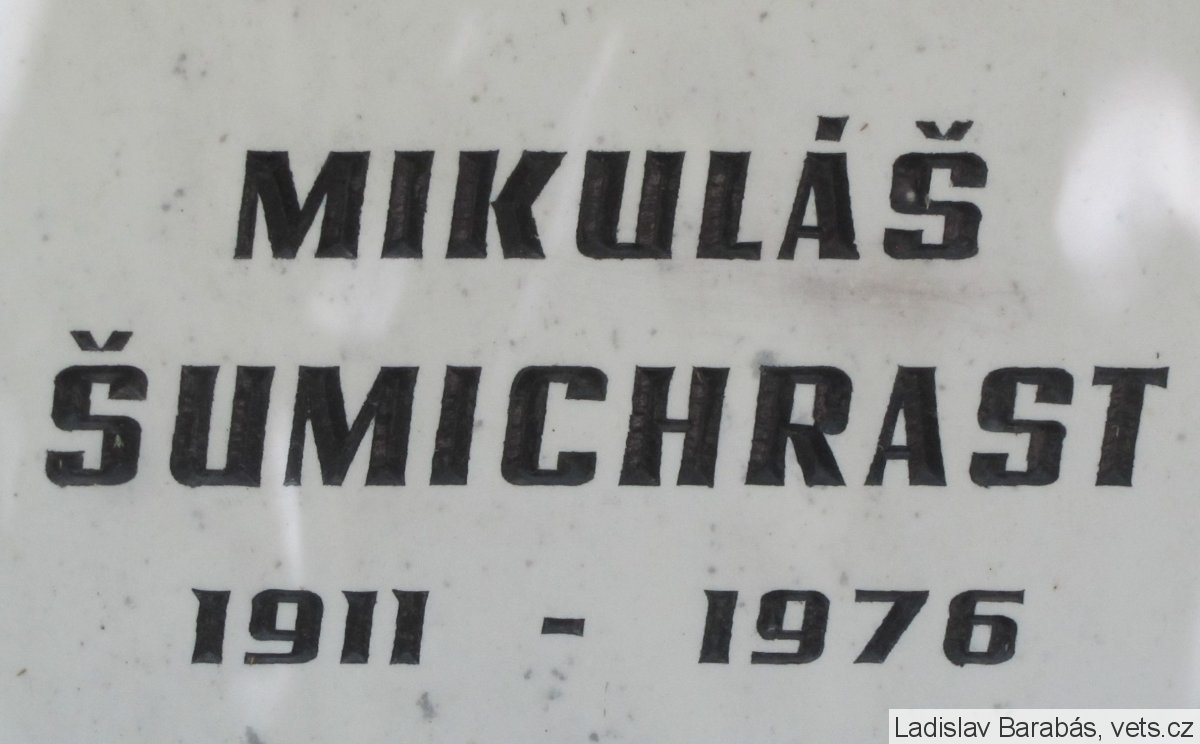 MIKULÁŠ
ŠUMICHRAST
1911 - 1976
Ladislav Barabás, vets.cz